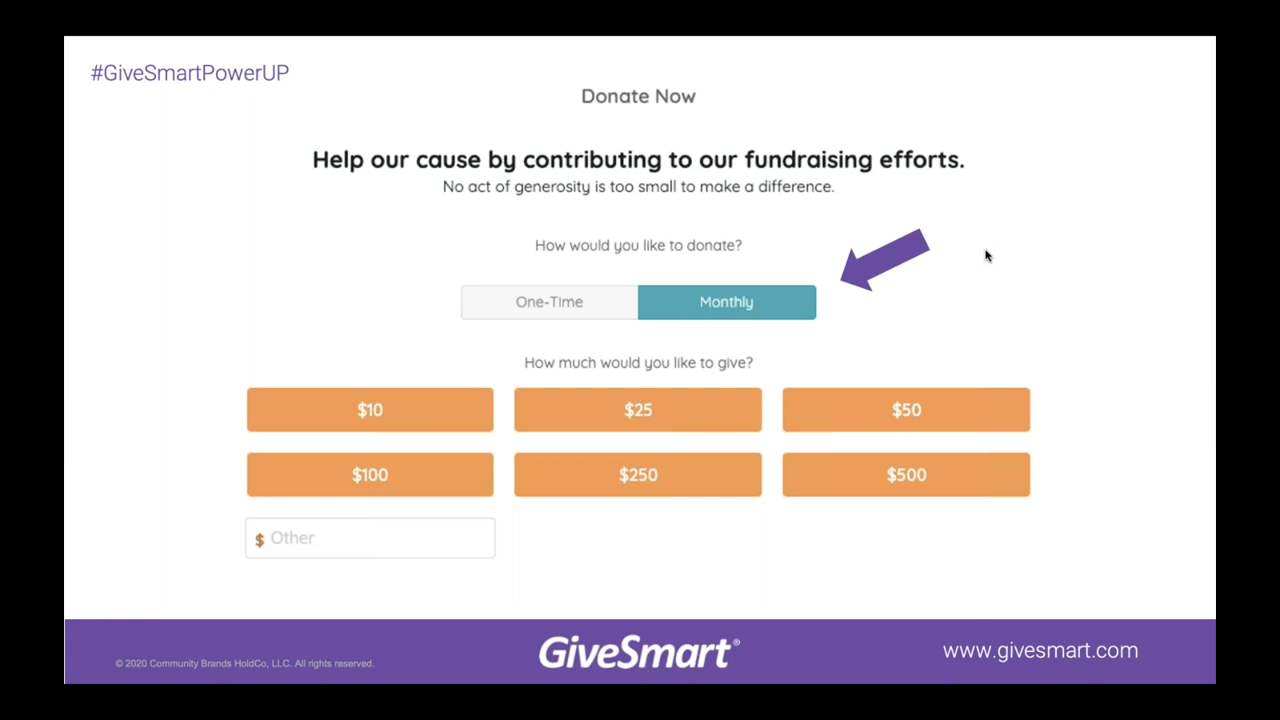 #GiveSmartPowerUP
Donate Now
Help our cause by contributing to our fundraising efforts.
No act of generosity is too small to make a difference.
How would you like to donate?
One-Time
Monthly
How much would you like to give?
$10
$25
$50
$100
$250
$500
$ Other
© 2020 Community Brands HoldCo, LLC. All rights reserved.
GiveSmart®
www.givesmart.com